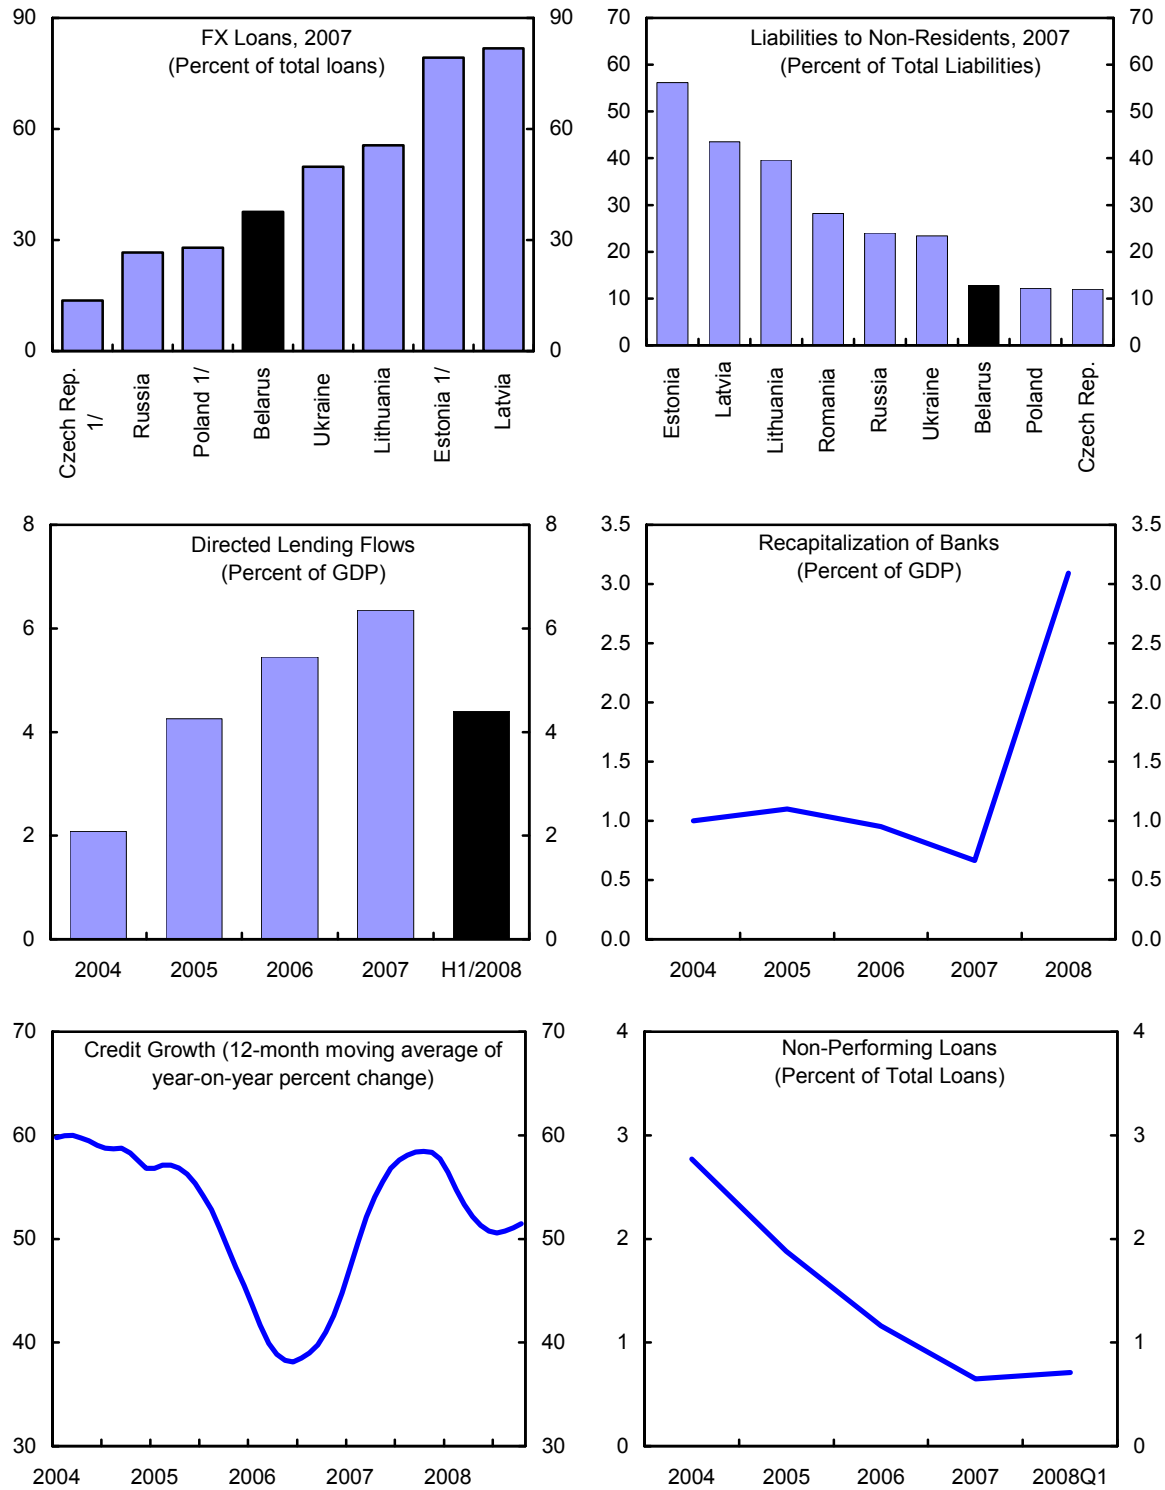 FX Loans, 2007
(Percent of total loans)
90
60
30
0
90
60
30
0
Czech Rep. 1/
Russia
Poland 1/
Belarus
Ukraine
Lithuania
Estonia 1/
Latvia
Liabilities to Non-Residents, 2007
(Percent of Total Liabilities)
70
60
50
40
30
20
10
0
70
60
50
40
30
20
10
0
Estonia
Latvia
Lithuania
Romania
Russia
Ukraine
Belarus
Poland
Czech Rep.
Directed Lending Flows
(Percent of GDP)
8
6
4
2
0
8
6
4
2
0
2004 2005 2006 2007 H1/2008
Recapitalization of Banks
(Percent of GDP)
3.5
3.0
2.5
2.0
1.5
1.0
0.5
0.0
3.5
3.0
2.5
2.0
1.5
1.0
0.5
0.0
2004 2005 2006 2007 2008
Credit Growth (12-month moving average of
year-on-year percent change)
70
60
50
40
30
70
60
50
40
30
2004 2005 2006 2007 2008
Non-Performing Loans
(Percent of Total Loans)
4
3
2
1
0
4
3
2
1
0
2004 2005 2006 2007 2008Q1